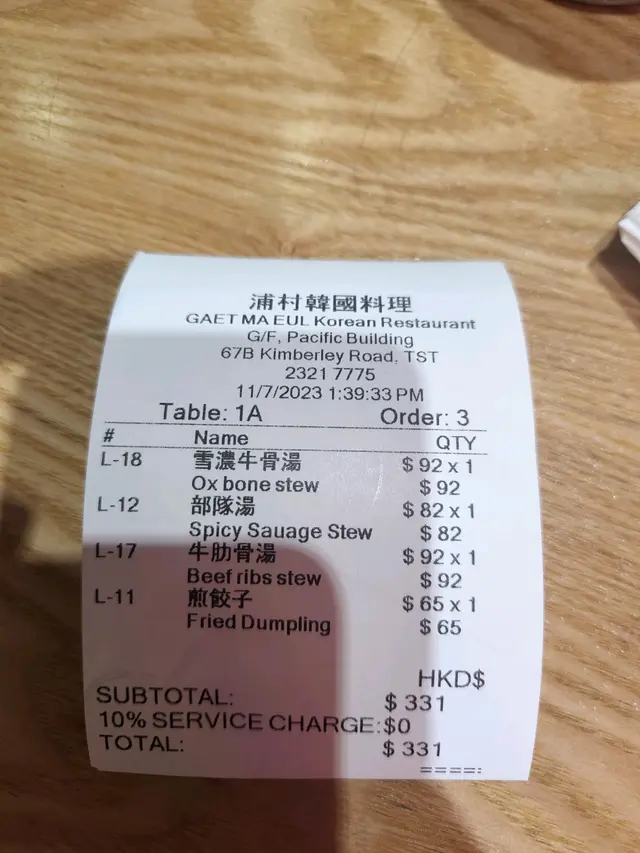 浦村韓國料理
GAET MA EUL Korean Restaurant
G/F, Pacific Building
67B Kimberley Road, TST
2321 7775
11/7/2023 1:39:33 PM
Table: 1A Order: 3
# Name QTY
L-18 雪濃牛骨湯 $ 92 x 1
Ox bone stew $ 92
L-12 部隊湯 $ 82 x 1
Spicy Sauage Stew $ 82
L-17 牛肋骨湯 $ 92 x 1
Beef ribs stew $ 92
L-11 煎餃子 $ 65 x 1
Fried Dumpling $ 65
HKD$
SUBTOTAL: $ 331
10% SERVICE CHARGE: $0
TOTAL: $ 331
====: